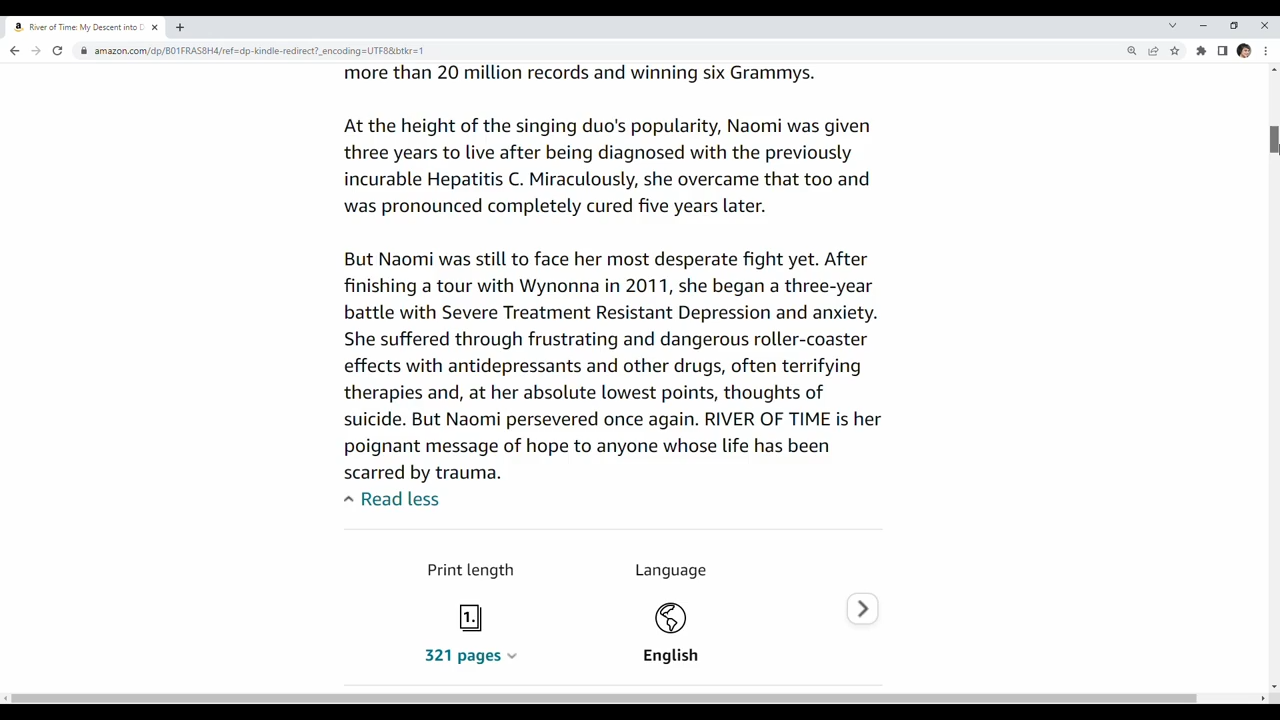 River of Time: My Descent into D
amazon.com/dp/B01FRAS8H4/ref=dp-kindle-redirect?_encoding=UTF8&btkr=1
more than 20 million records and winning six Grammys.
At the height of the singing duo's popularity, Naomi was given
three years to live after being diagnosed with the previously
incurable Hepatitis C. Miraculously, she overcame that too and
was pronounced completely cured five years later.
But Naomi was still to face her most desperate fight yet. After
finishing a tour with Wynonna in 2011, she began a three-year
battle with Severe Treatment Resistant Depression and anxiety.
She suffered through frustrating and dangerous roller-coaster
effects with antidepressants and other drugs, often terrifying
therapies and, at her absolute lowest points, thoughts of
suicide. But Naomi persevered once again. RIVER OF TIME is her
poignant message of hope to anyone whose life has been
scarred by trauma.
Read less
Print length Language
1.
321 pages English